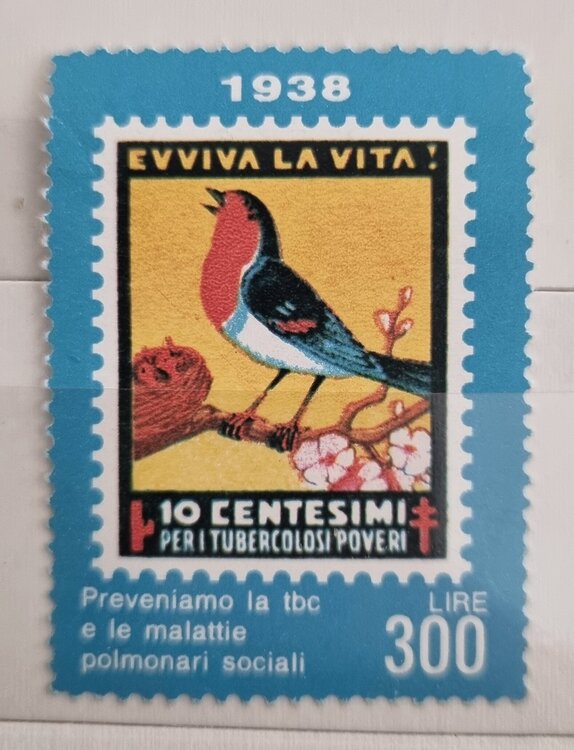 1938
EVVIVA LA VITA!
10 CENTESIMI
PER I TUBERCOLOSI POVERI
Preveniamo la tbc
e le malattie
polmonari sociali
LIRE
300